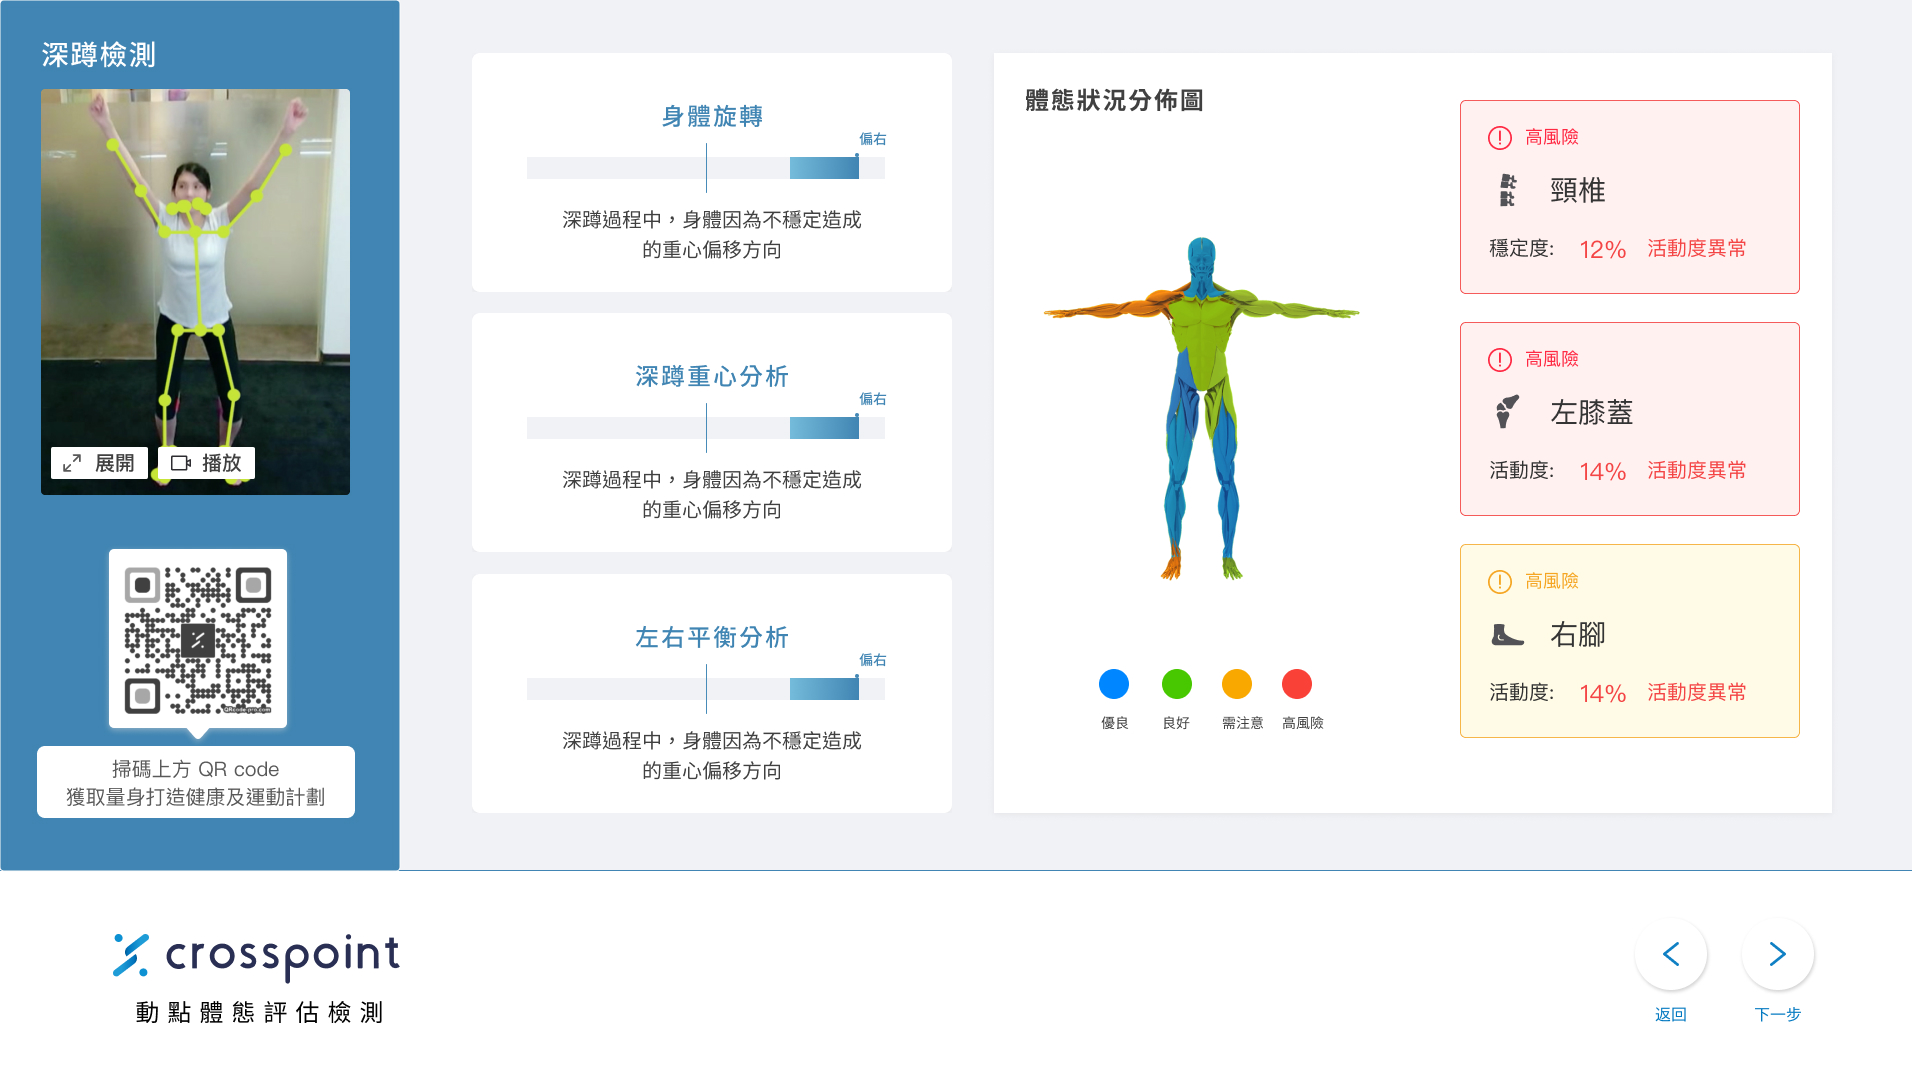 深蹲檢測
展開
播放
QRcode-pro.com
掃碼上方 QR code
獲取量身打造健康及運動計劃
身體旋轉
偏右
深蹲過程中，身體因為不穩定造成
的重心偏移方向
深蹲重心分析
偏右
深蹲過程中，身體因為不穩定造成
的重心偏移方向
左右平衡分析
偏右
深蹲過程中，身體因為不穩定造成
的重心偏移方向
體態狀況分佈圖
優良
良好
需注意
高風險
高風險
頸椎
穩定度: 12% 活動度異常
高風險
左膝蓋
活動度: 14% 活動度異常
高風險
右腳
活動度: 14% 活動度異常
crosspoint
動點體態評估檢測
返回
下一步